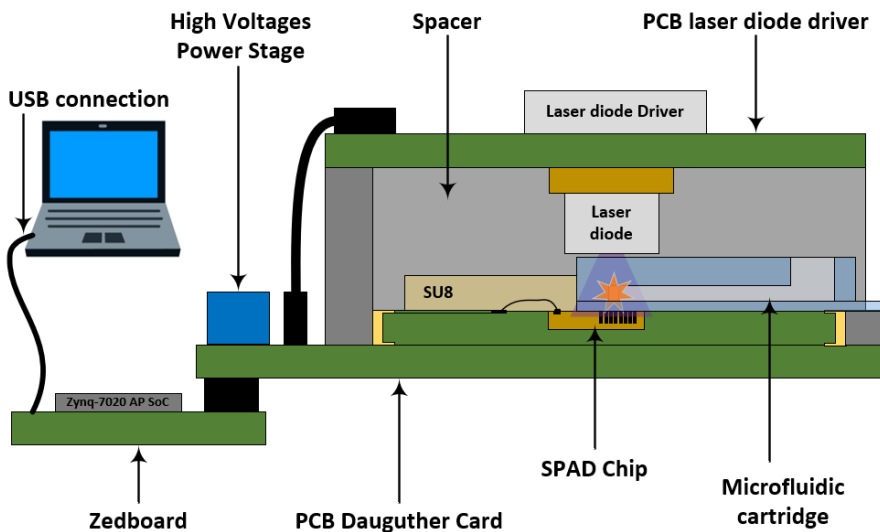 High Voltages
Power Stage
Spacer
PCB laser diode driver
USB connection
Laser diode Driver
Laser
diode
SU8
Zynq-7020 AP SoC
SPAD Chip
Microfluidic
cartridge
Zedboard
PCB Dauguther Card